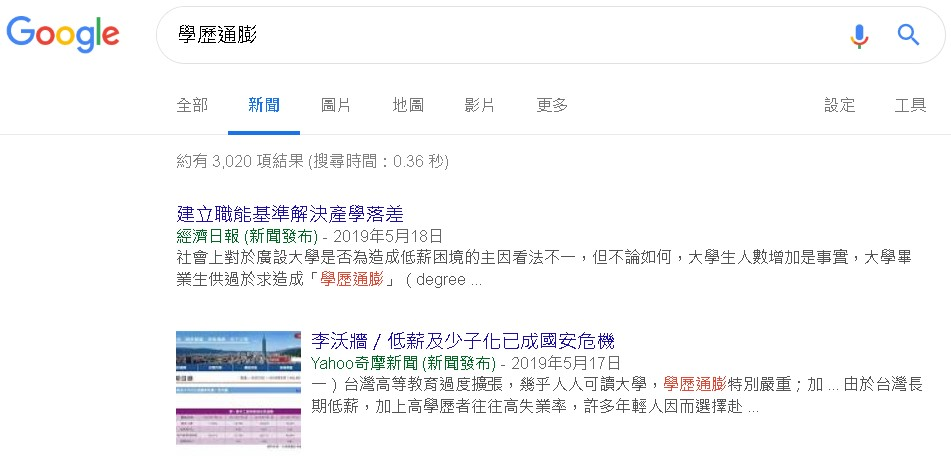 Google 學歷通膨
全部 新聞 圖片 地圖 影片 更多 設定 工具
約有 3,020 項結果 (搜尋時間：0.36 秒)
建立職能基準解決產學落差
經濟日報 (新聞發布) - 2019年5月18日
社會上對於廣設大學是否為造成低薪困境的主因看法不一，但不論如何，大學生人數增加是事實，大學畢
業生供過於求造成「學歷通膨」（degree ...
李沃牆／低薪及少子化已成國安危機
Yahoo奇摩新聞 (新聞發布) - 2019年5月17日
一）台灣高等教育過度擴張，幾乎人人可讀大學，學歷通膨特別嚴重；加 ... 由於台灣長
期低薪，加上高學歷者往往高失業率，許多年輕人因而選擇赴 ...